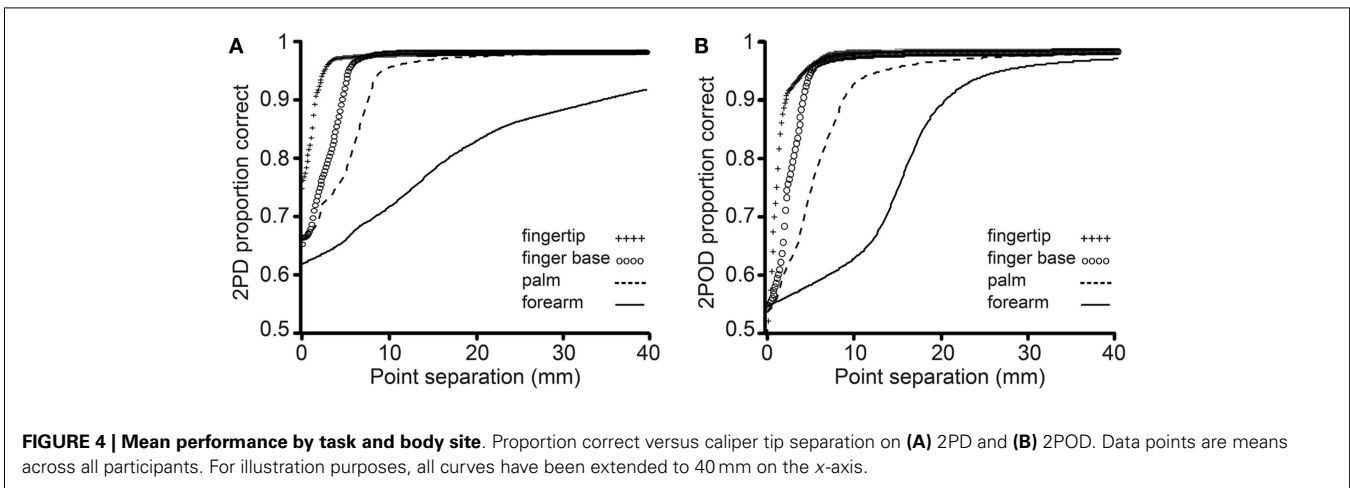 A
B
1
0.9
0.8
0.7
0.6
0.5
2PD proportion correct
0 10 20 30 40
Point separation (mm)
fingertip ++++
finger base oooo
palm -----
forearm ——
1
0.9
0.8
0.7
0.6
0.5
2POD proportion correct
0 10 20 30 40
Point separation (mm)
fingertip ++++
finger base oooo
palm -----
forearm ——
FIGURE 4 | Mean performance by task and body site. Proportion correct versus caliper tip separation on (A) 2PD and (B) 2POD. Data points are means
across all participants. For illustration purposes, all curves have been extended to 40 mm on the x-axis.